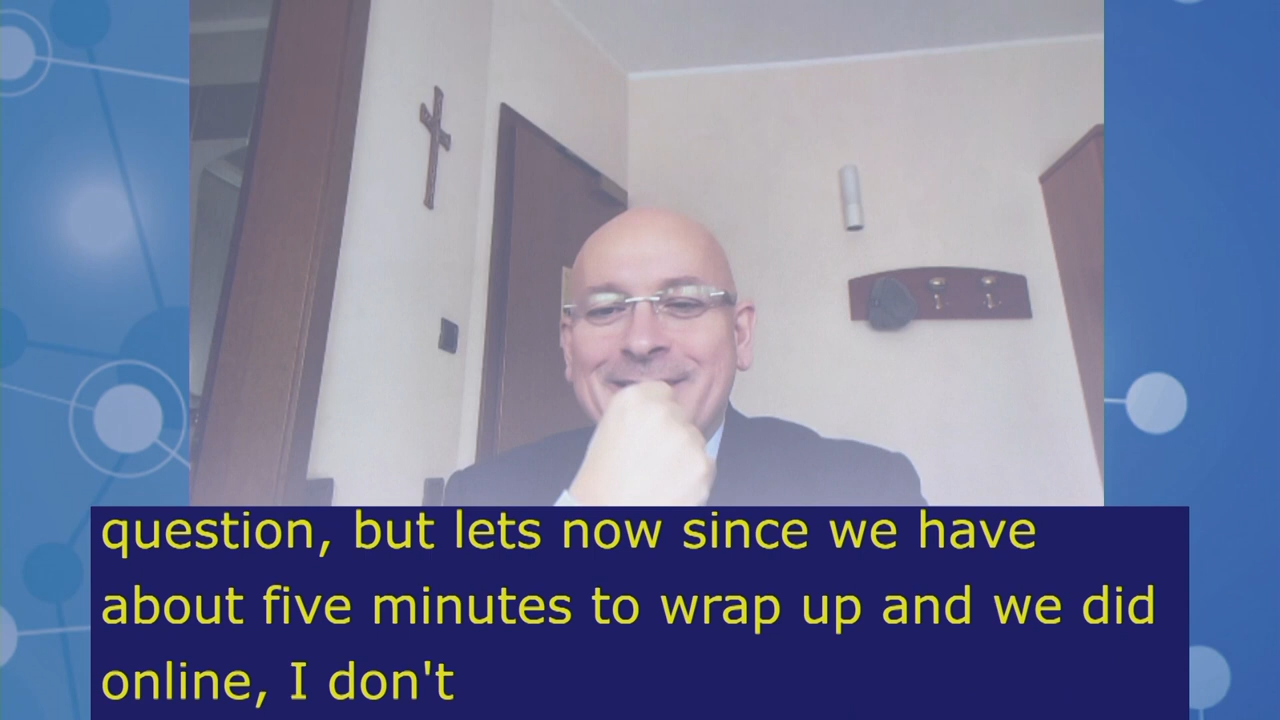 question, but lets now since we have
about five minutes to wrap up and we did
online, I don't